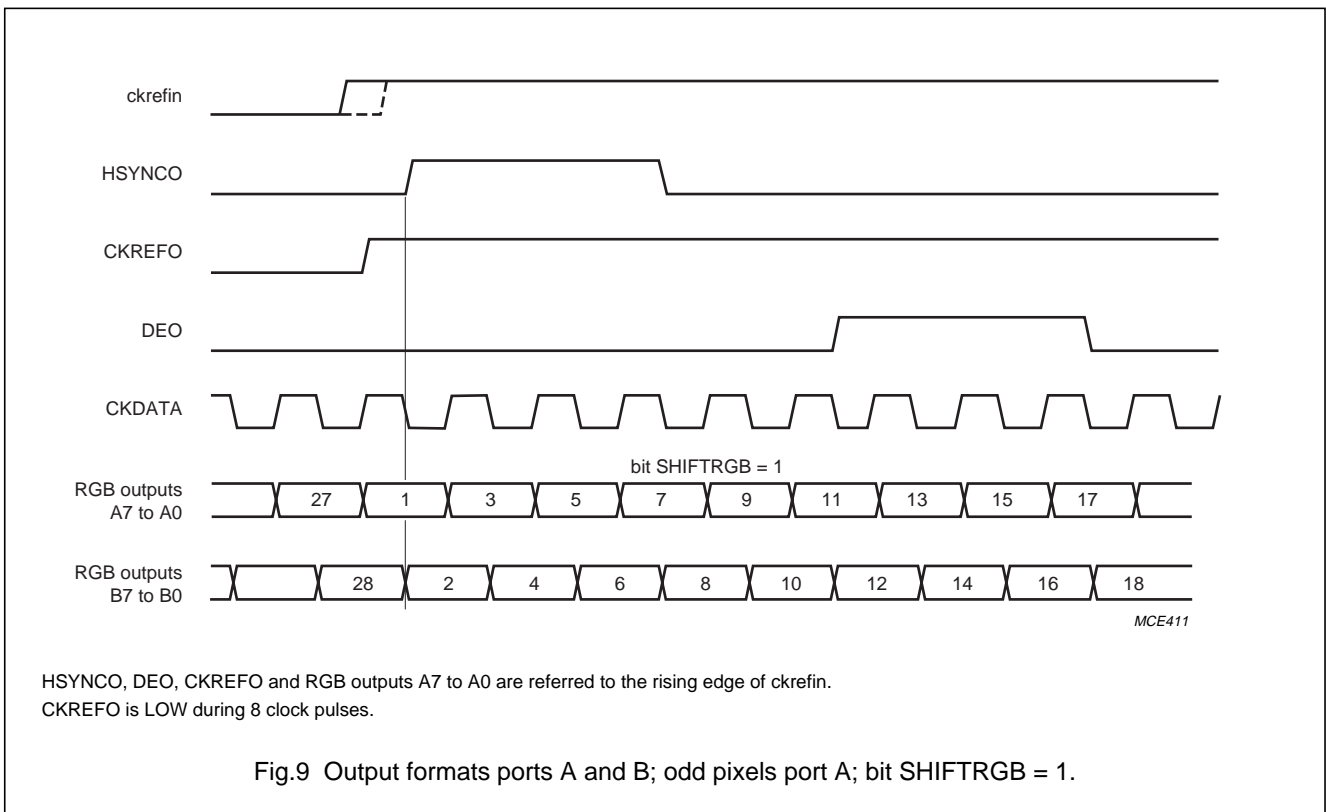 ckrefin
HSYNCO
CKREFO
DEO
CKDATA
bit SHIFTRGB = 1
RGB outputs
A7 to A0
27 1 3 5 7 9 11 13 15 17
RGB outputs
B7 to B0
28 2 4 6 8 10 12 14 16 18
MCE411
HSYNCO, DEO, CKREFO and RGB outputs A7 to A0 are referred to the rising edge of ckrefin.
CKREFO is LOW during 8 clock pulses.
Fig.9 Output formats ports A and B; odd pixels port A; bit SHIFTRGB = 1.